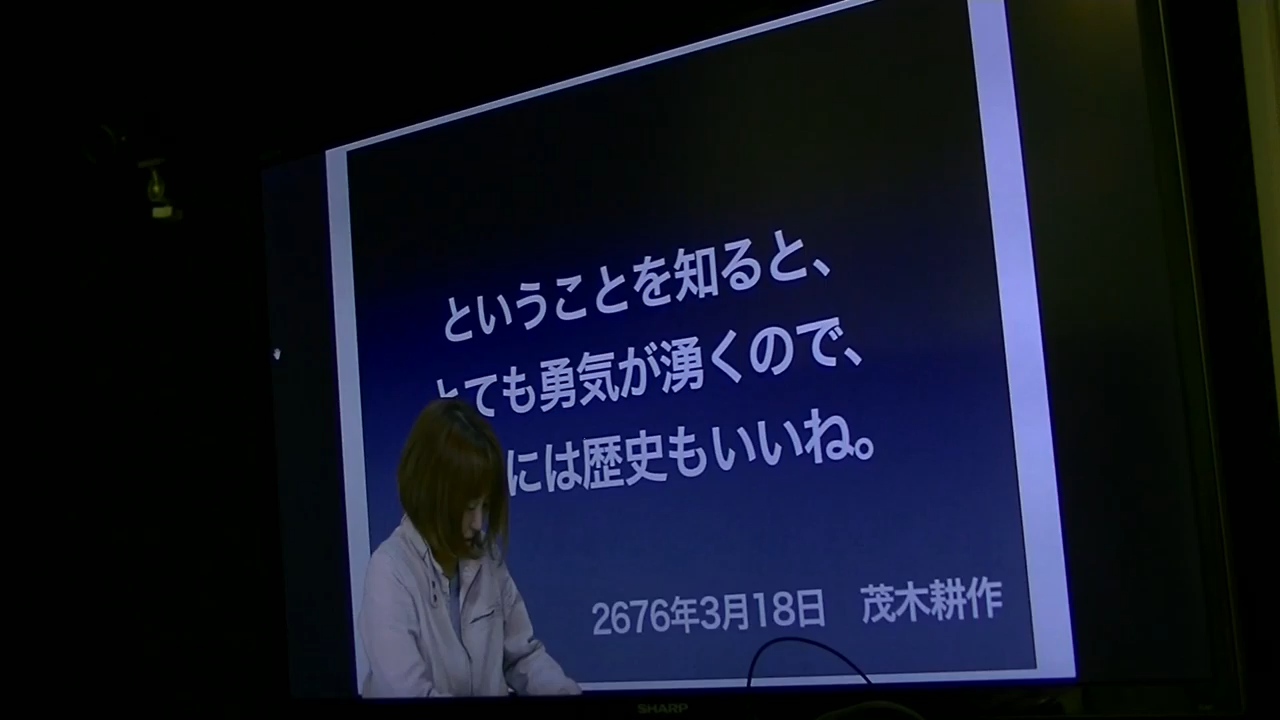 ということを知ると、
とても勇気が湧くので、
には歴史もいいね。
2676年3月18日 茂木耕作
SHARP